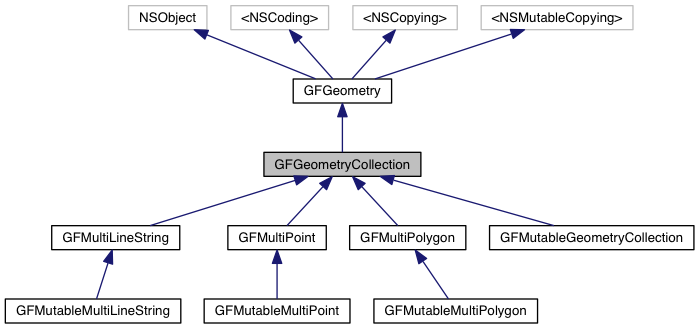 NSObject
<NSCoding>
<NSCopying>
<NSMutableCopying>
GFGeometry
GFGeometryCollection
GFMultiLineString
GFMultiPoint
GFMultiPolygon
GFMutableGeometryCollection
GFMutableMultiLineString
GFMutableMultiPoint
GFMutableMultiPolygon